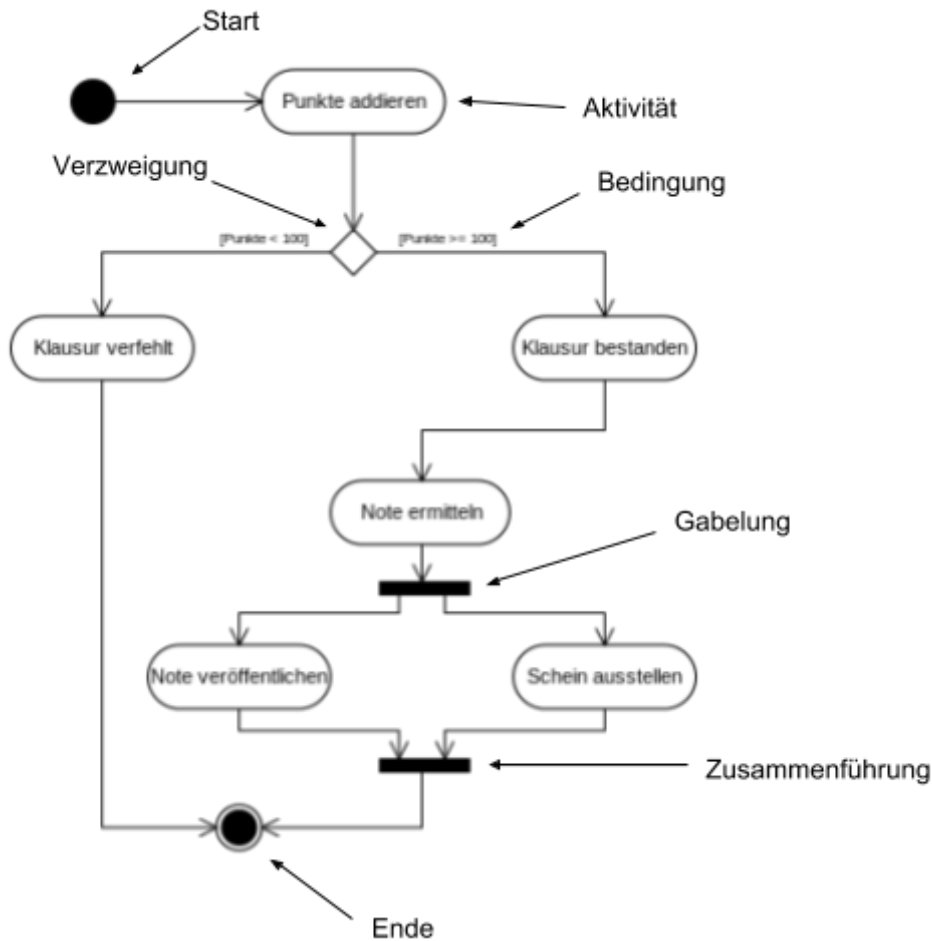 Start
Punkte addieren
Aktivität
Verzweigung
Bedingung
[Punkte < 100]
[Punkte >= 100]
Klausur verfehlt
Klausur bestanden
Note ermitteln
Gabelung
Note veröffentlichen
Schein ausstellen
Zusammenführung
Ende